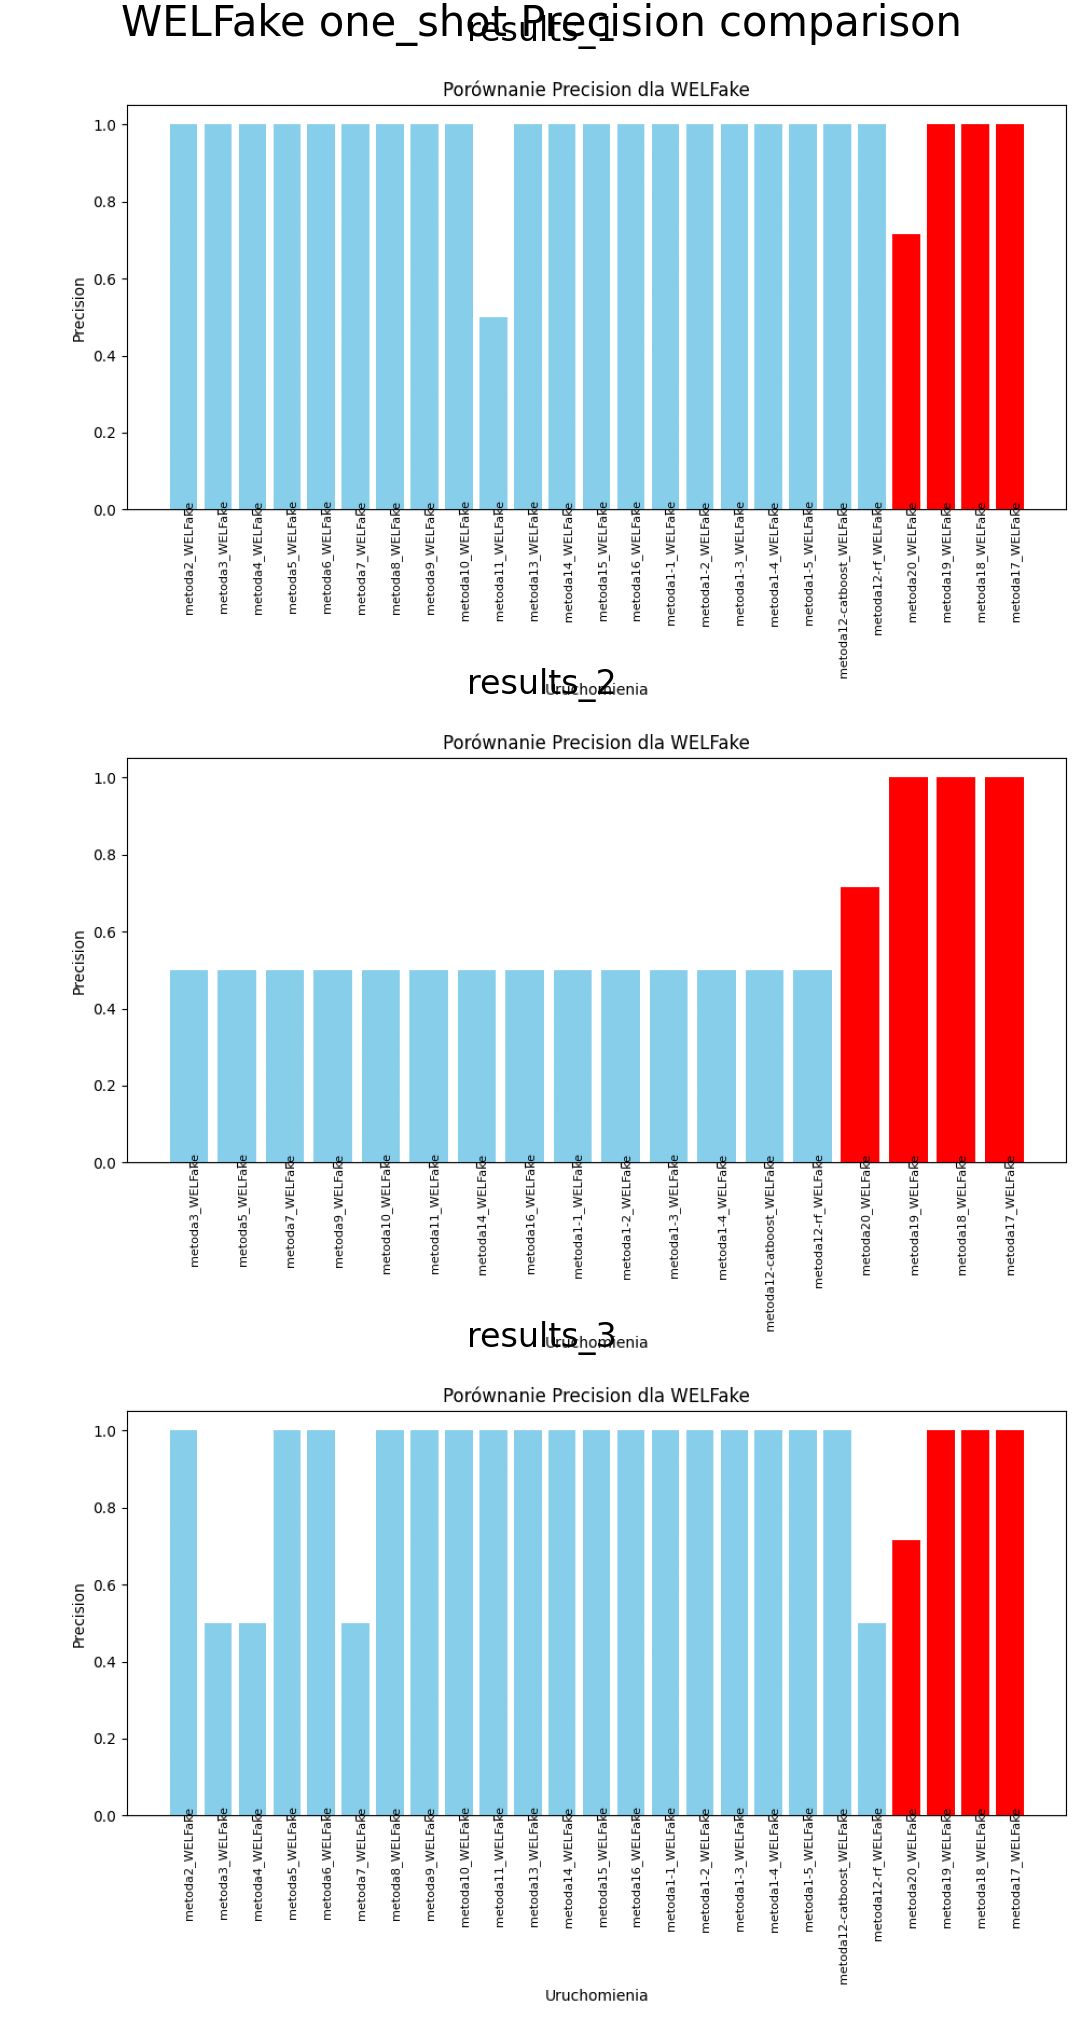 WELFake one_shot Precision comparison
results_1
Porównanie Precision dla WELFake
Precision
1.0
0.8
0.6
0.4
0.2
0.0
metoda2_WELFake
metoda3_WELFake
metoda4_WELFake
metoda5_WELFake
metoda6_WELFake
metoda7_WELFake
metoda8_WELFake
metoda9_WELFake
metoda10_WELFake
metoda11_WELFake
metoda13_WELFake
metoda14_WELFake
metoda15_WELFake
metoda16_WELFake
metoda1-1_WELFake
metoda1-2_WELFake
metoda1-3_WELFake
metoda1-4_WELFake
metoda1-5_WELFake
metoda12-catboost_WELFake
metoda12-rf_WELFake
metoda20_WELFake
metoda19_WELFake
metoda18_WELFake
metoda17_WELFake
Uruchomienia
results_2
Porównanie Precision dla WELFake
Precision
1.0
0.8
0.6
0.4
0.2
0.0
metoda3_WELFake
metoda5_WELFake
metoda7_WELFake
metoda9_WELFake
metoda10_WELFake
metoda11_WELFake
metoda14_WELFake
metoda16_WELFake
metoda1-1_WELFake
metoda1-2_WELFake
metoda1-3_WELFake
metoda1-4_WELFake
metoda12-catboost_WELFake
metoda12-rf_WELFake
metoda20_WELFake
metoda19_WELFake
metoda18_WELFake
metoda17_WELFake
Uruchomienia
results_3
Porównanie Precision dla WELFake
Precision
1.0
0.8
0.6
0.4
0.2
0.0
metoda2_WELFake
metoda3_WELFake
metoda4_WELFake
metoda5_WELFake
metoda6_WELFake
metoda7_WELFake
metoda8_WELFake
metoda9_WELFake
metoda10_WELFake
metoda11_WELFake
metoda13_WELFake
metoda14_WELFake
metoda15_WELFake
metoda16_WELFake
metoda1-1_WELFake
metoda1-2_WELFake
metoda1-3_WELFake
metoda1-4_WELFake
metoda1-5_WELFake
metoda12-catboost_WELFake
metoda12-rf_WELFake
metoda20_WELFake
metoda19_WELFake
metoda18_WELFake
metoda17_WELFake
Uruchomienia